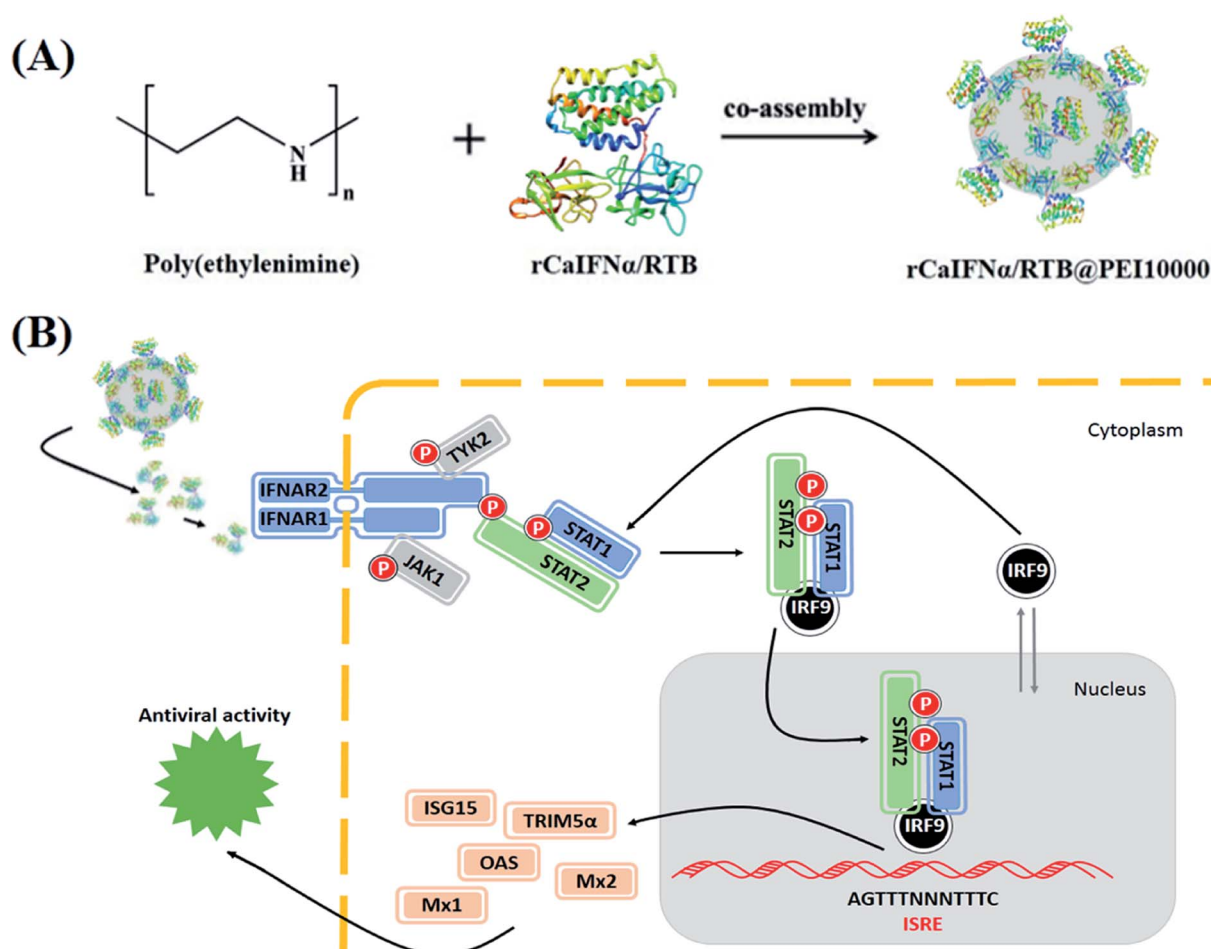 (A)
N
H
n
+
co-assembly
Poly(ethylenimine)
rCaIFNα/RTB
rCaIFNα/RTB@PEI10000
(B)
Cytoplasm
P
TYK2
IFNAR2
IFNAR1
P
P
STAT1
STAT2
P
JAK1
P
P
STAT2
STAT1
IRF9
IRF9
Nucleus
P
P
STAT2
STAT1
IRF9
Antiviral activity
ISG15
TRIM5α
OAS
Mx2
Mx1
AGTTTNNNTTTC
ISRE